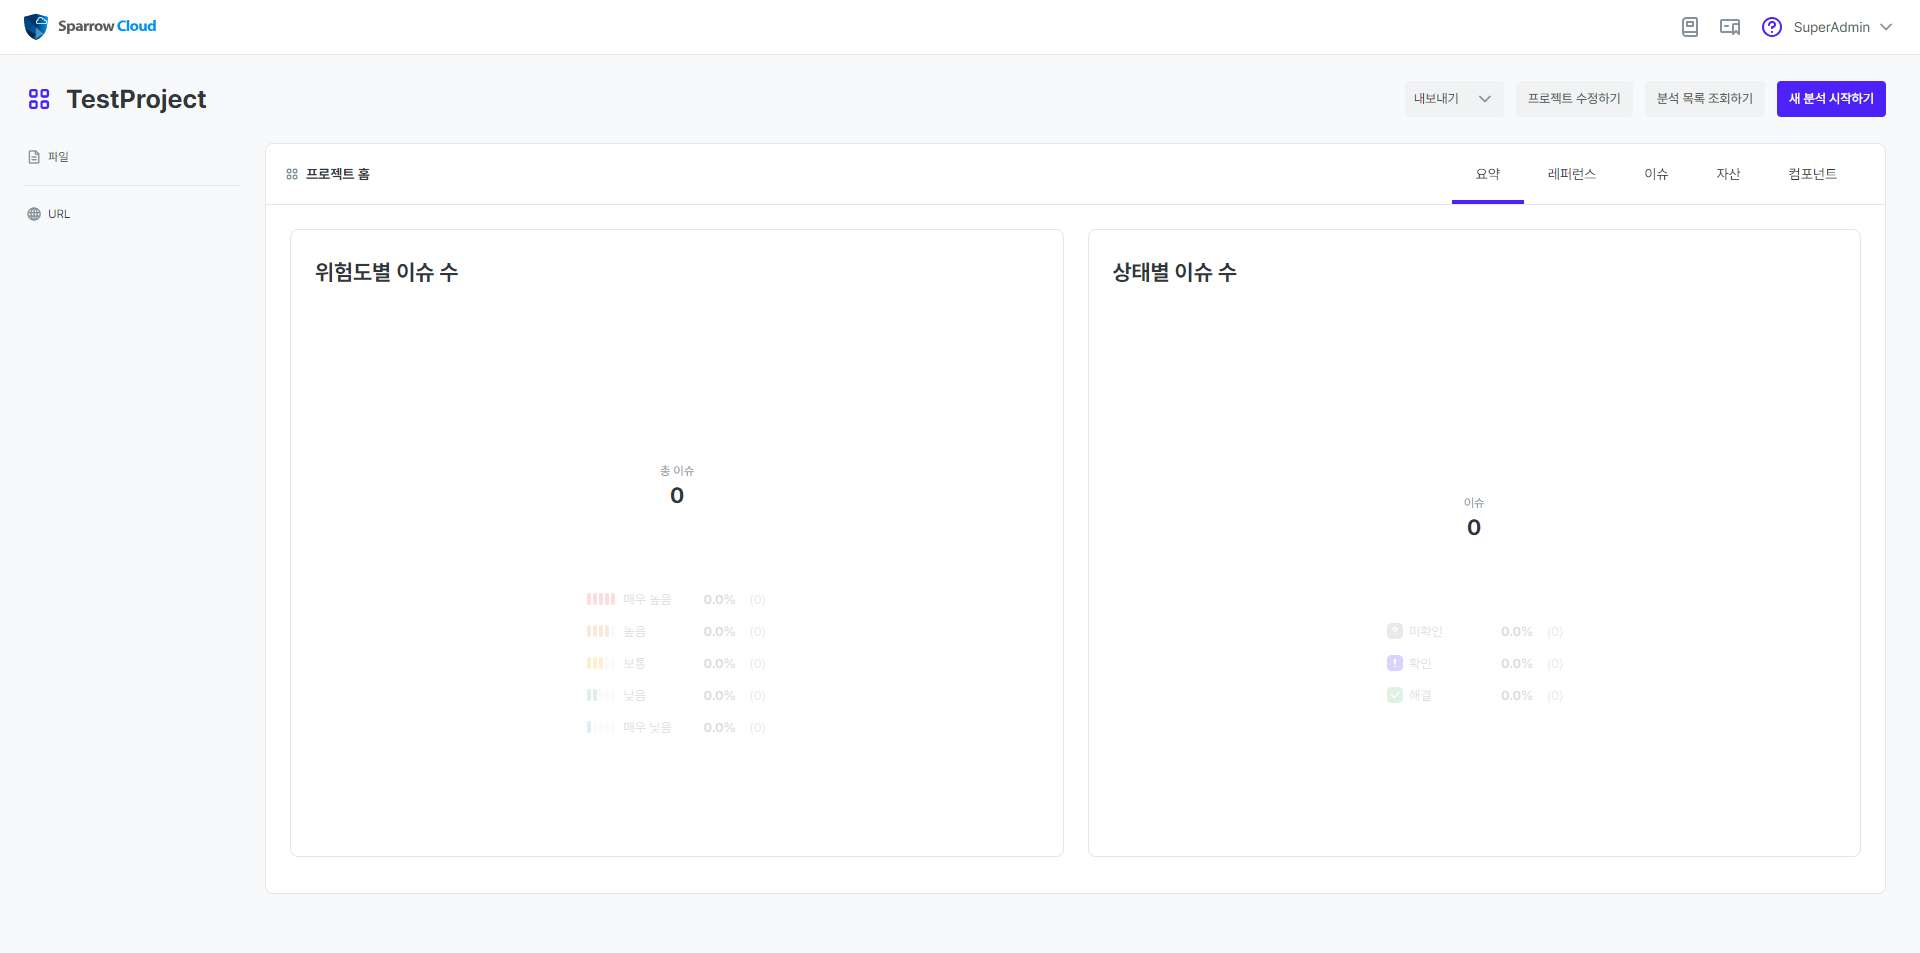 Sparrow Cloud
SuperAdmin
TestProject
내보내기
프로젝트 수정하기
분석 목록 조회하기
새 분석 시작하기
파일
URL
프로젝트 홈
요약
레퍼런스
이슈
자산
컴포넌트
위험도별 이슈 수
총 이슈
0
매우 높음 0.0% (0)
높음 0.0% (0)
보통 0.0% (0)
낮음 0.0% (0)
매우 낮음 0.0% (0)
상태별 이슈 수
이슈
0
미확인 0.0% (0)
확인 0.0% (0)
해결 0.0% (0)